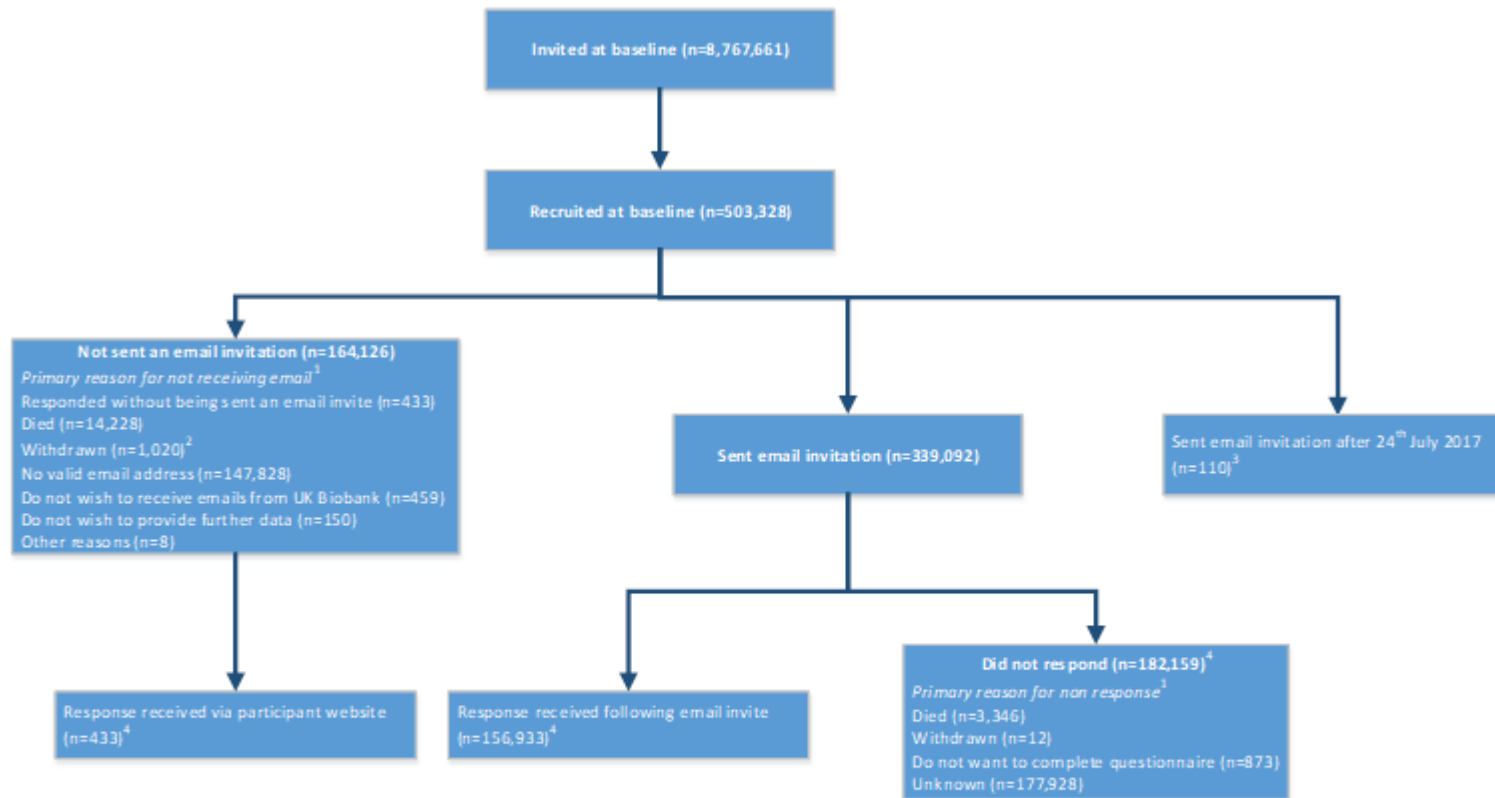 Invited at baseline (n=8,767,661)
Recruited at baseline (n=503,328)
Not sent an email invitation (n=164,126)
Primary reason for not receiving email¹
Responded without being sent an email invite (n=433)
Died (n=14,228)
Withdrawn (n=1,020)²
No valid email address (n=147,828)
Do not wish to receive emails from UK Biobank (n=459)
Do not wish to provide further data (n=150)
Other reasons (n=8)
Sent email invitation (n=339,092)
Sent email invitation after 24th July 2017
(n=110)³
Response received via participant website
(n=433)⁴
Response received following email invite
(n=156,933)⁴
Did not respond (n=182,159)⁴
Primary reason for non response¹
Died (n=3,346)
Withdrawn (n=12)
Do not want to complete questionnaire (n=873)
Unknown (n=177,928)